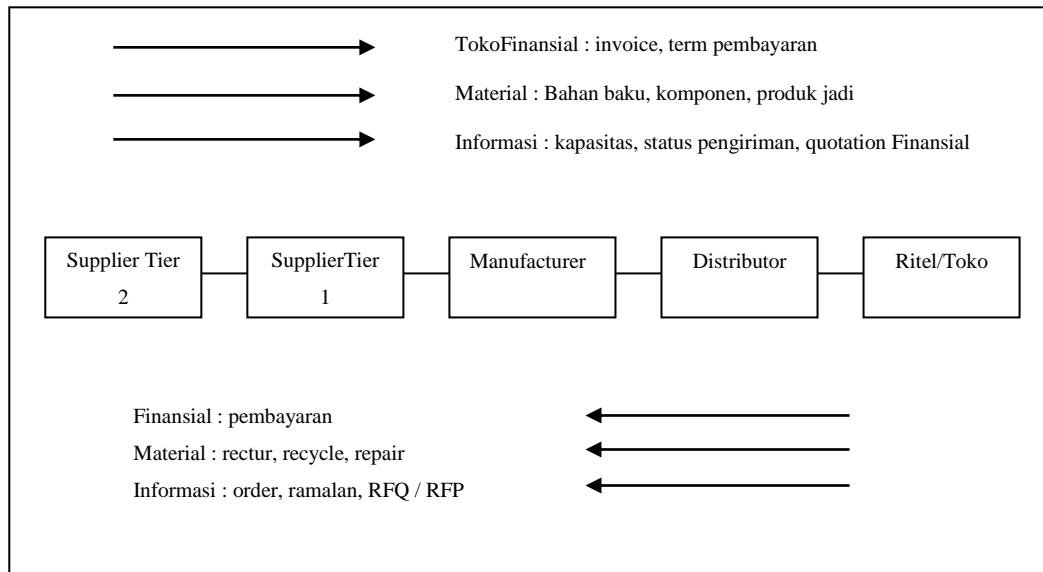 TokoFinansial : invoice, term pembayaran
Material : Bahan baku, komponen, produk jadi
Informasi : kapasitas, status pengiriman, quotation Finansial
Supplier Tier
2
SupplierTier
1
Manufacturer
Distributor
Ritel/Toko
Finansial : pembayaran
Material : rectur, recycle, repair
Informasi : order, ramalan, RFQ / RFP